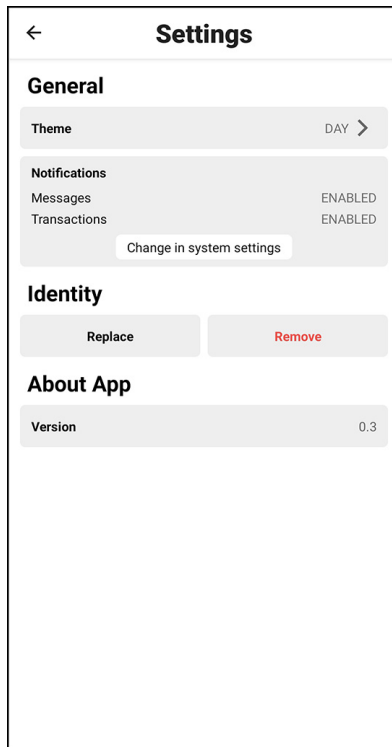 Settings
General
Theme DAY
Notifications
Messages ENABLED
Transactions ENABLED
Change in system settings
Identity
Replace Remove
About App
Version 0.3